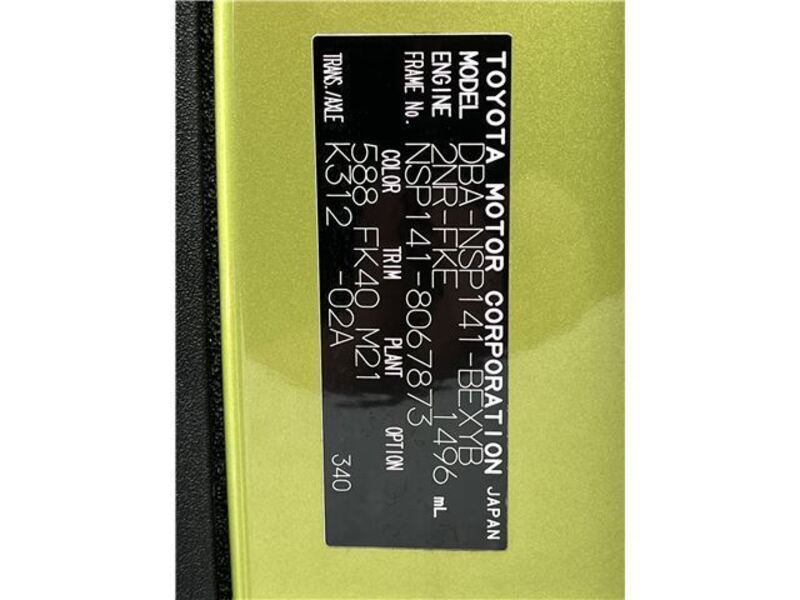 TOYOTA MOTOR CORPORATION JAPAN
MODEL DBA-NSP141-BEXYB
ENGINE 2NR-FKE 1496 mL
FRAME No. NSP141-8067873
COLOR TRIM PLANT OPTION
588 FK40 M21
TRANS./AXLE K312 -02A 340